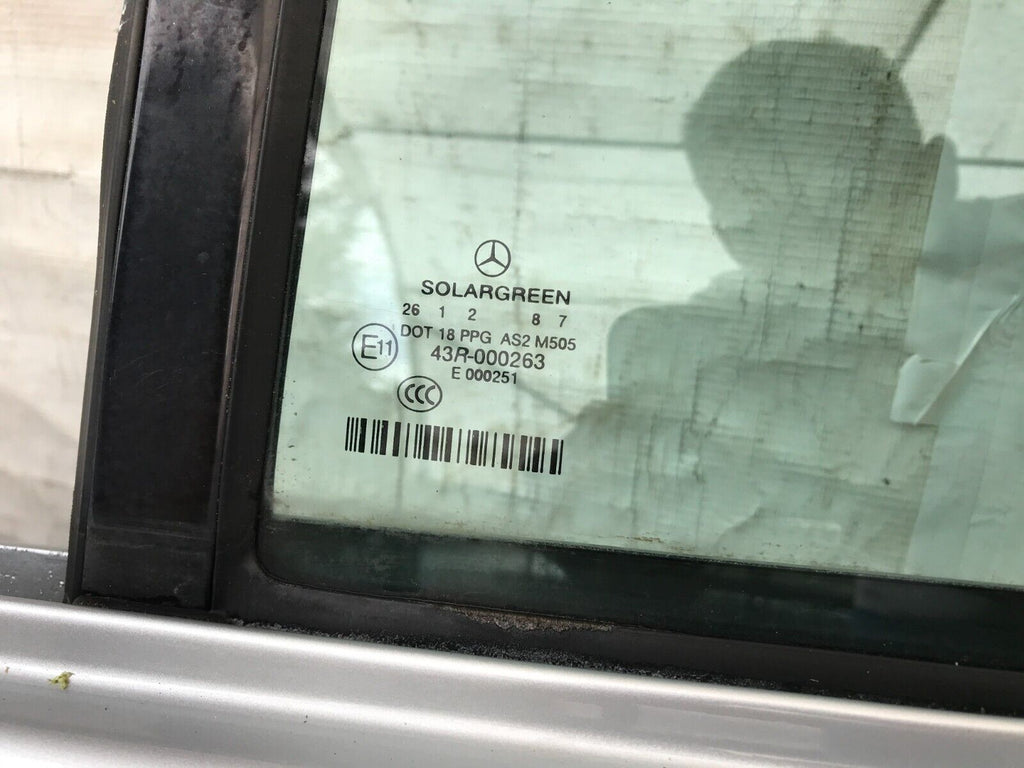 SOLARGREEN
26 1 2 8 7
DOT 18 PPG AS2 M505
E11
43R-000263
E 000251
CCC